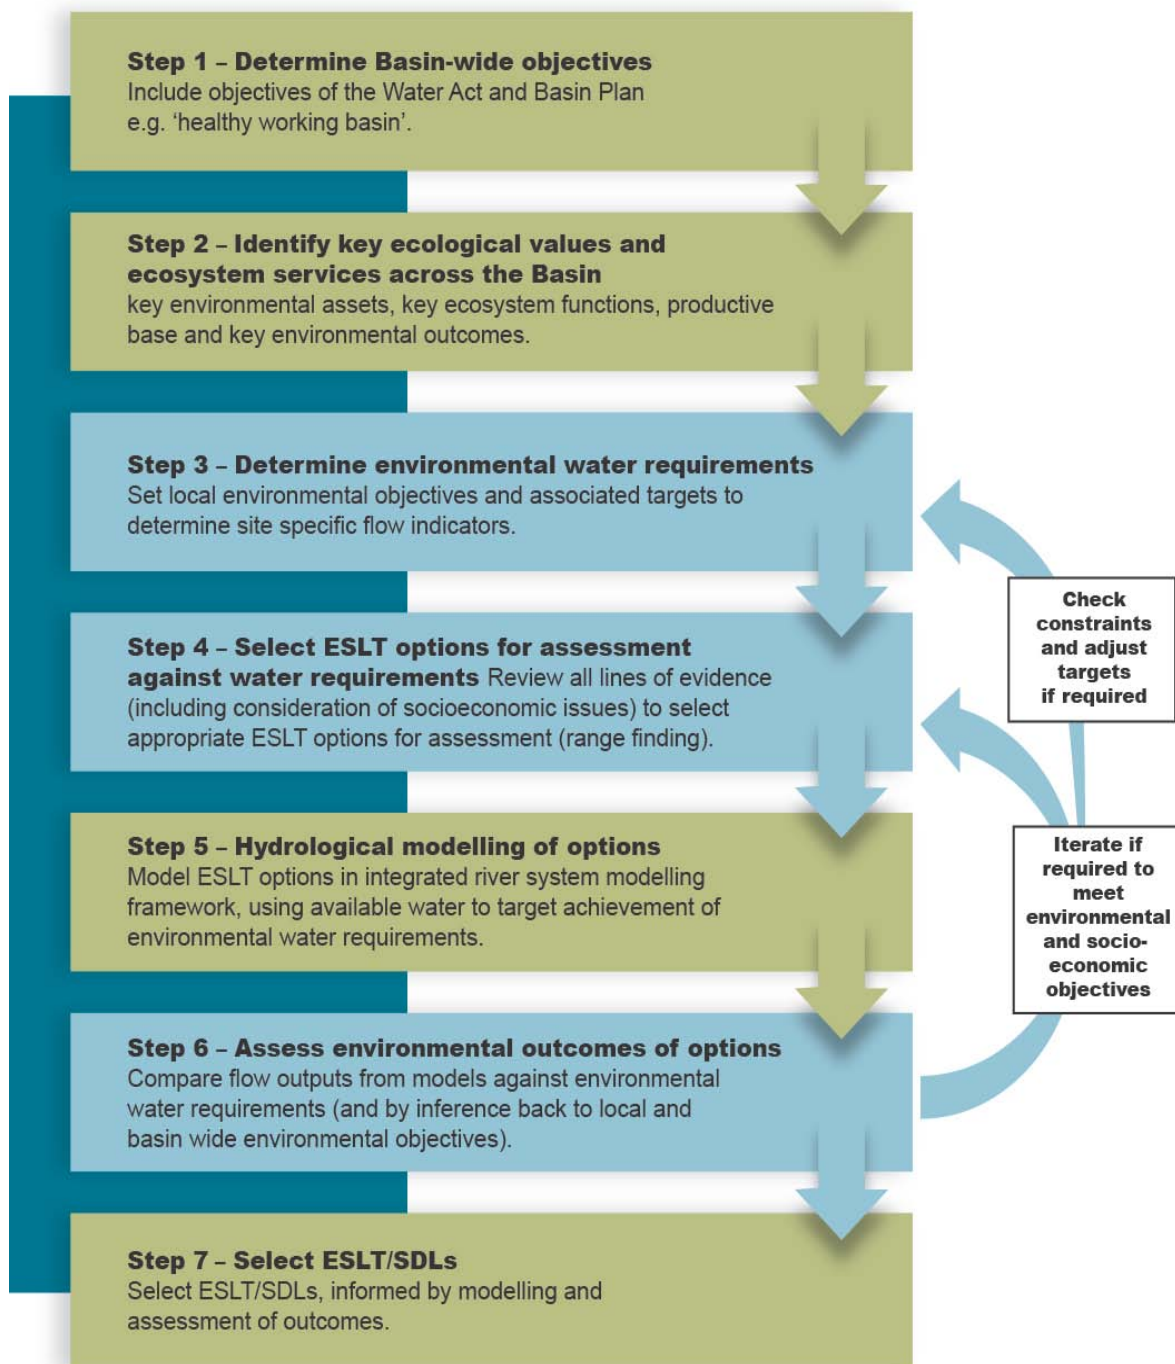 Step 1 – Determine Basin-wide objectives
Include objectives of the Water Act and Basin Plan
e.g. ‘healthy working basin’.
Step 2 – Identify key ecological values and
ecosystem services across the Basin
key environmental assets, key ecosystem functions, productive
base and key environmental outcomes.
Step 3 – Determine environmental water requirements
Set local environmental objectives and associated targets to
determine site specific flow indicators.
Step 4 – Select ESLT options for assessment
against water requirements Review all lines of evidence
(including consideration of socioeconomic issues) to select
appropriate ESLT options for assessment (range finding).
Step 5 – Hydrological modelling of options
Model ESLT options in integrated river system modelling
framework, using available water to target achievement of
environmental water requirements.
Step 6 – Assess environmental outcomes of options
Compare flow outputs from models against environmental
water requirements (and by inference back to local and
basin wide environmental objectives).
Step 7 – Select ESLT/SDLs
Select ESLT/SDLs, informed by modelling and
assessment of outcomes.
Check
constraints
and adjust
targets
if required
Iterate if
required to
meet
environmental
and socio-
economic
objectives